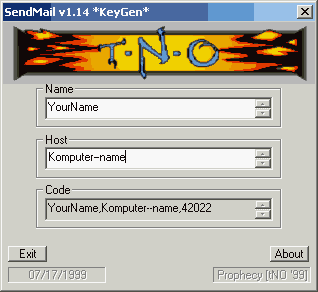 SendMail v1.14 *KeyGen*
T·N·O
Name
YourName
Host
Komputer-name
Code
YourName,Komputer--name,42022
Exit
About
07/17/1999
Prophecy [tNO '99]